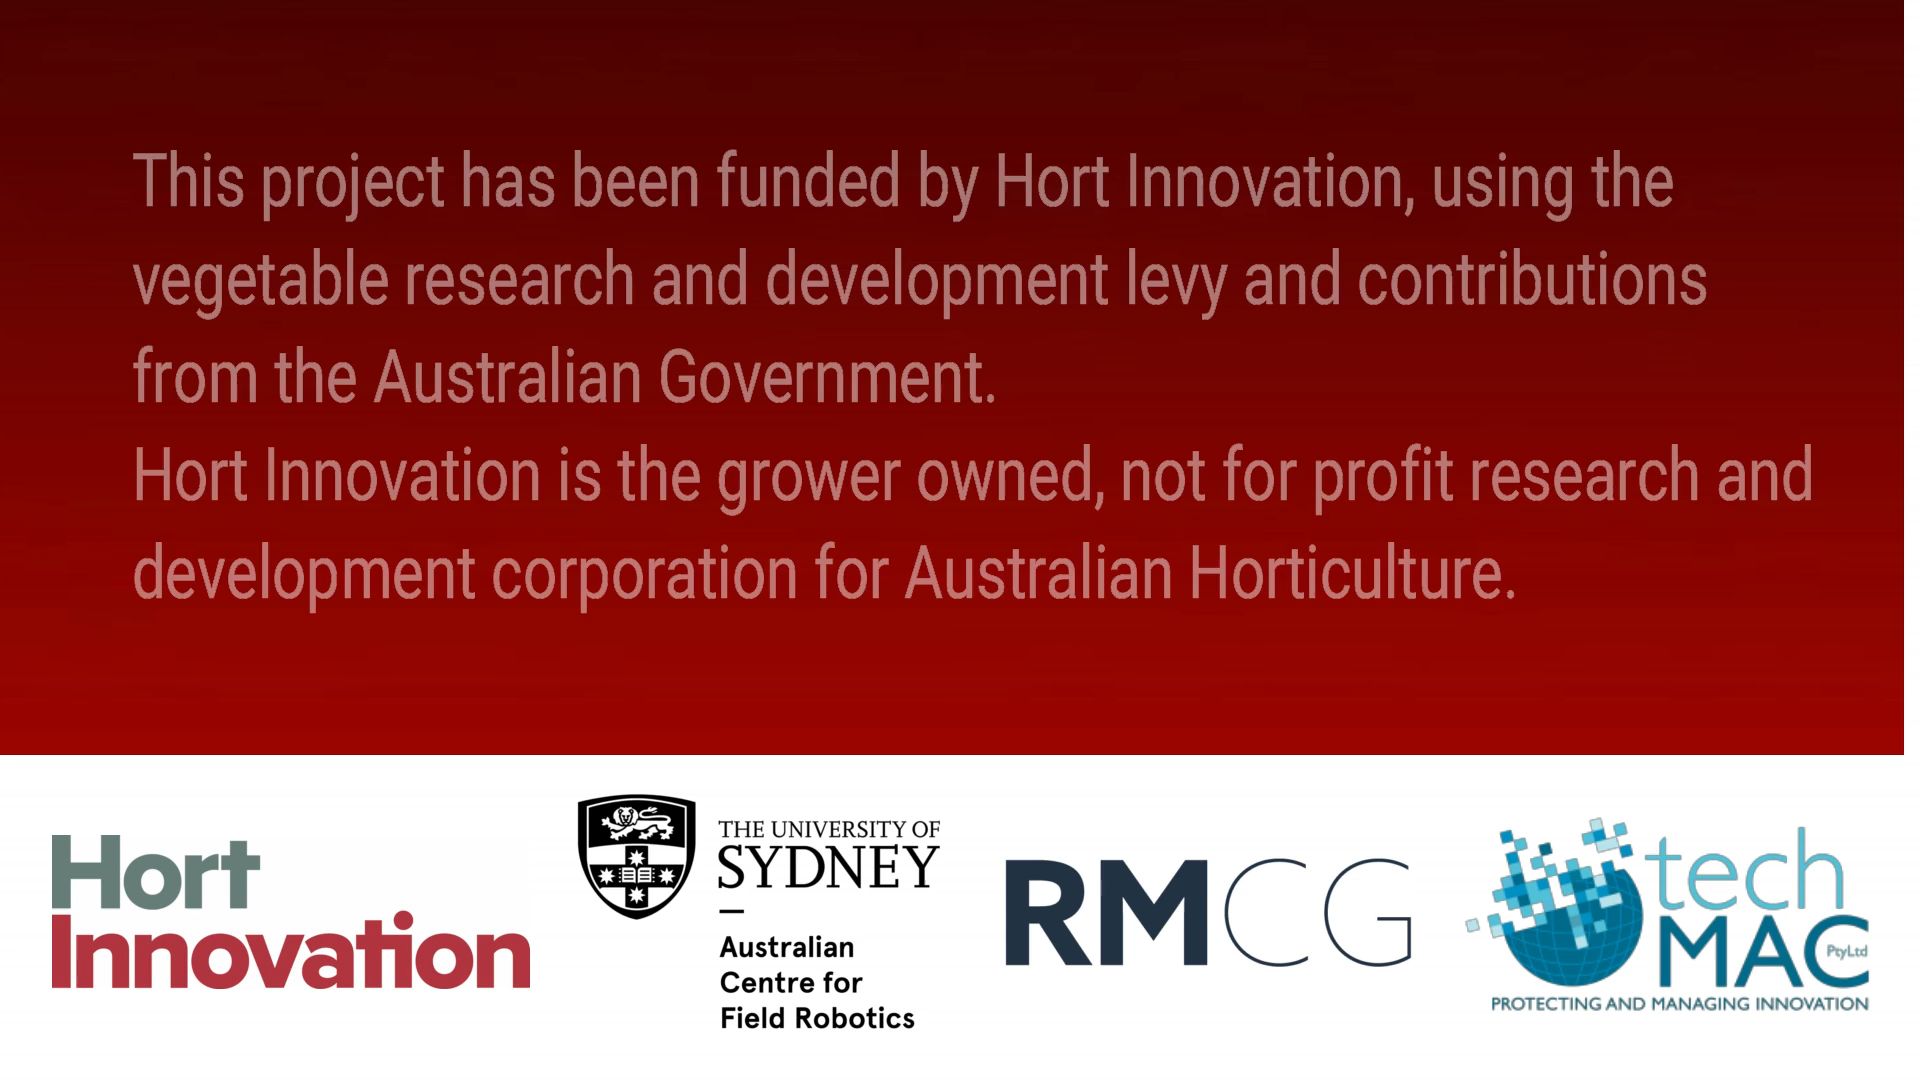 This project has been funded by Hort Innovation, using the
vegetable research and development levy and contributions
from the Australian Government.
Hort Innovation is the grower owned, not for profit research and
development corporation for Australian Horticulture.
Hort
Innovation
THE UNIVERSITY OF
SYDNEY
Australian
Centre for
Field Robotics
RMCG
tech
MAC
PtyLtd
PROTECTING AND MANAGING INNOVATION